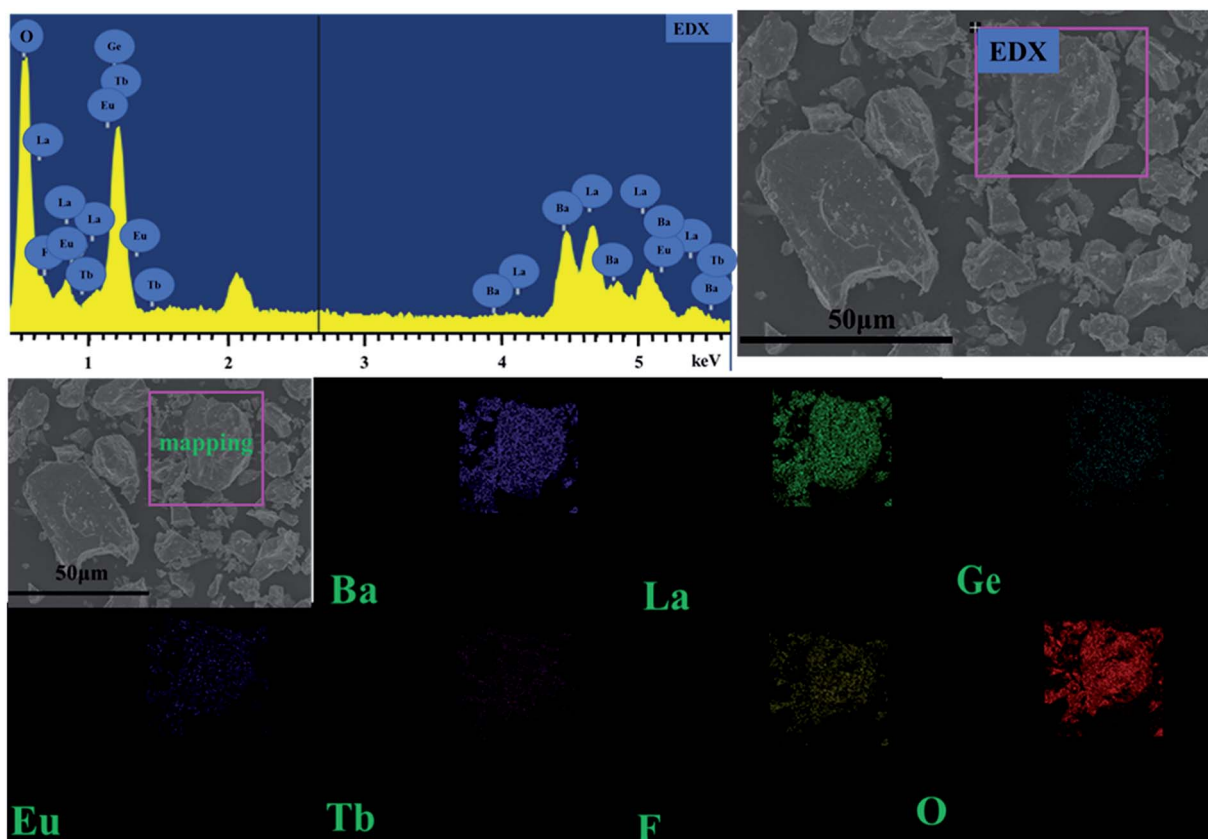 EDX
O
Ge
Tb
Eu
La
La
Eu
La
Tb
Eu
Tb
Ba
La
Ba
La
Ba
La
Ba
Eu
La
Tb
Ba
1 2 3 4 5 keV
EDX
50μm
mapping
50μm
Ba
La
Ge
Eu
Tb
F
O